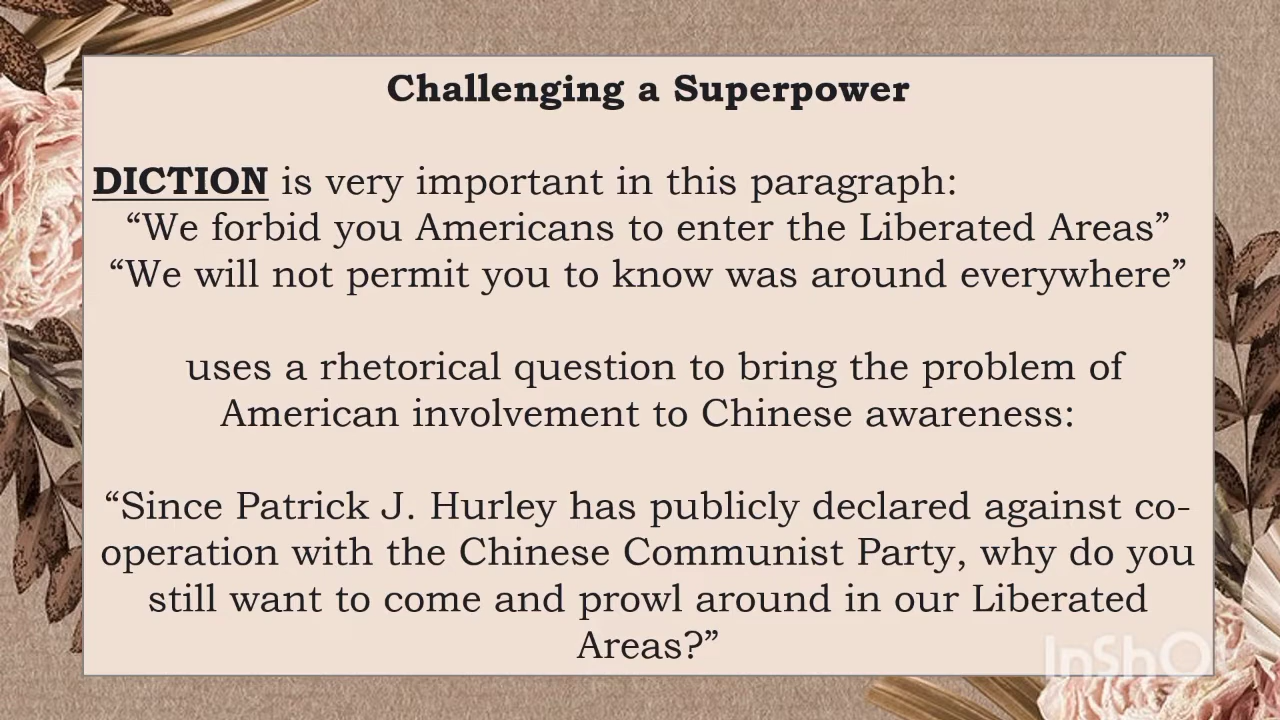 Challenging a Superpower
DICTION is very important in this paragraph:
“We forbid you Americans to enter the Liberated Areas”
“We will not permit you to know was around everywhere”
uses a rhetorical question to bring the problem of
American involvement to Chinese awareness:
“Since Patrick J. Hurley has publicly declared against co-
operation with the Chinese Communist Party, why do you
still want to come and prowl around in our Liberated
Areas?”
InShOt